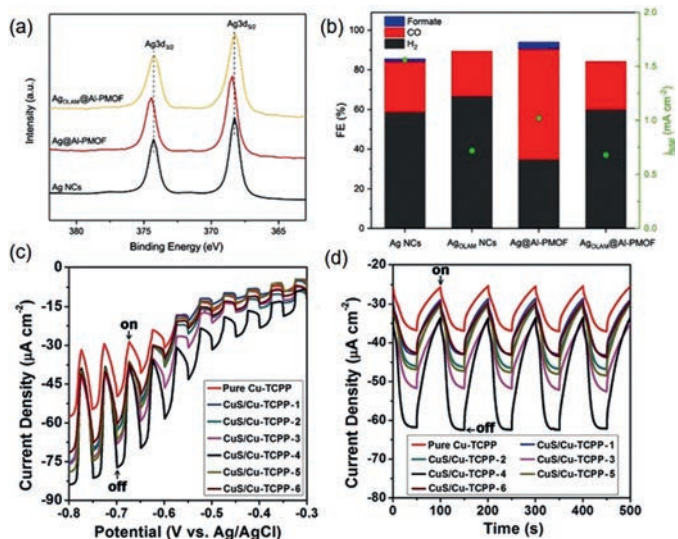 (a)
Ag3d3/2
Ag3d5/2
AgOLAM@Al-PMOF
Ag@Al-PMOF
Ag NCs
Intensity (a.u.)
380 375 370 365
Binding Energy (eV)
(b)
Formate
CO
H2
FE (%)
100
80
60
40
20
0
2.0
1.5
1.0
0.5
0.0
(mA cm-2)
Ag NCs AgOLAM NCs Ag@Al-PMOF AgOLAM@Al-PMOF
(c)
Current Density (μA cm-2)
0
-15
-30
-45
-60
-75
-90
on
off
Pure Cu-TCPP
CuS/Cu-TCPP-1
CuS/Cu-TCPP-2
CuS/Cu-TCPP-3
CuS/Cu-TCPP-4
CuS/Cu-TCPP-5
CuS/Cu-TCPP-6
-0.8 -0.7 -0.6 -0.5 -0.4 -0.3
Potential (V vs. Ag/AgCl)
(d)
Current Density (μA cm-2)
-20
-30
-40
-50
-60
-70
-80
on
off
Pure Cu-TCPP CuS/Cu-TCPP-1
CuS/Cu-TCPP-2 CuS/Cu-TCPP-3
CuS/Cu-TCPP-4 CuS/Cu-TCPP-5
CuS/Cu-TCPP-6
0 100 200 300 400 500
Time (s)